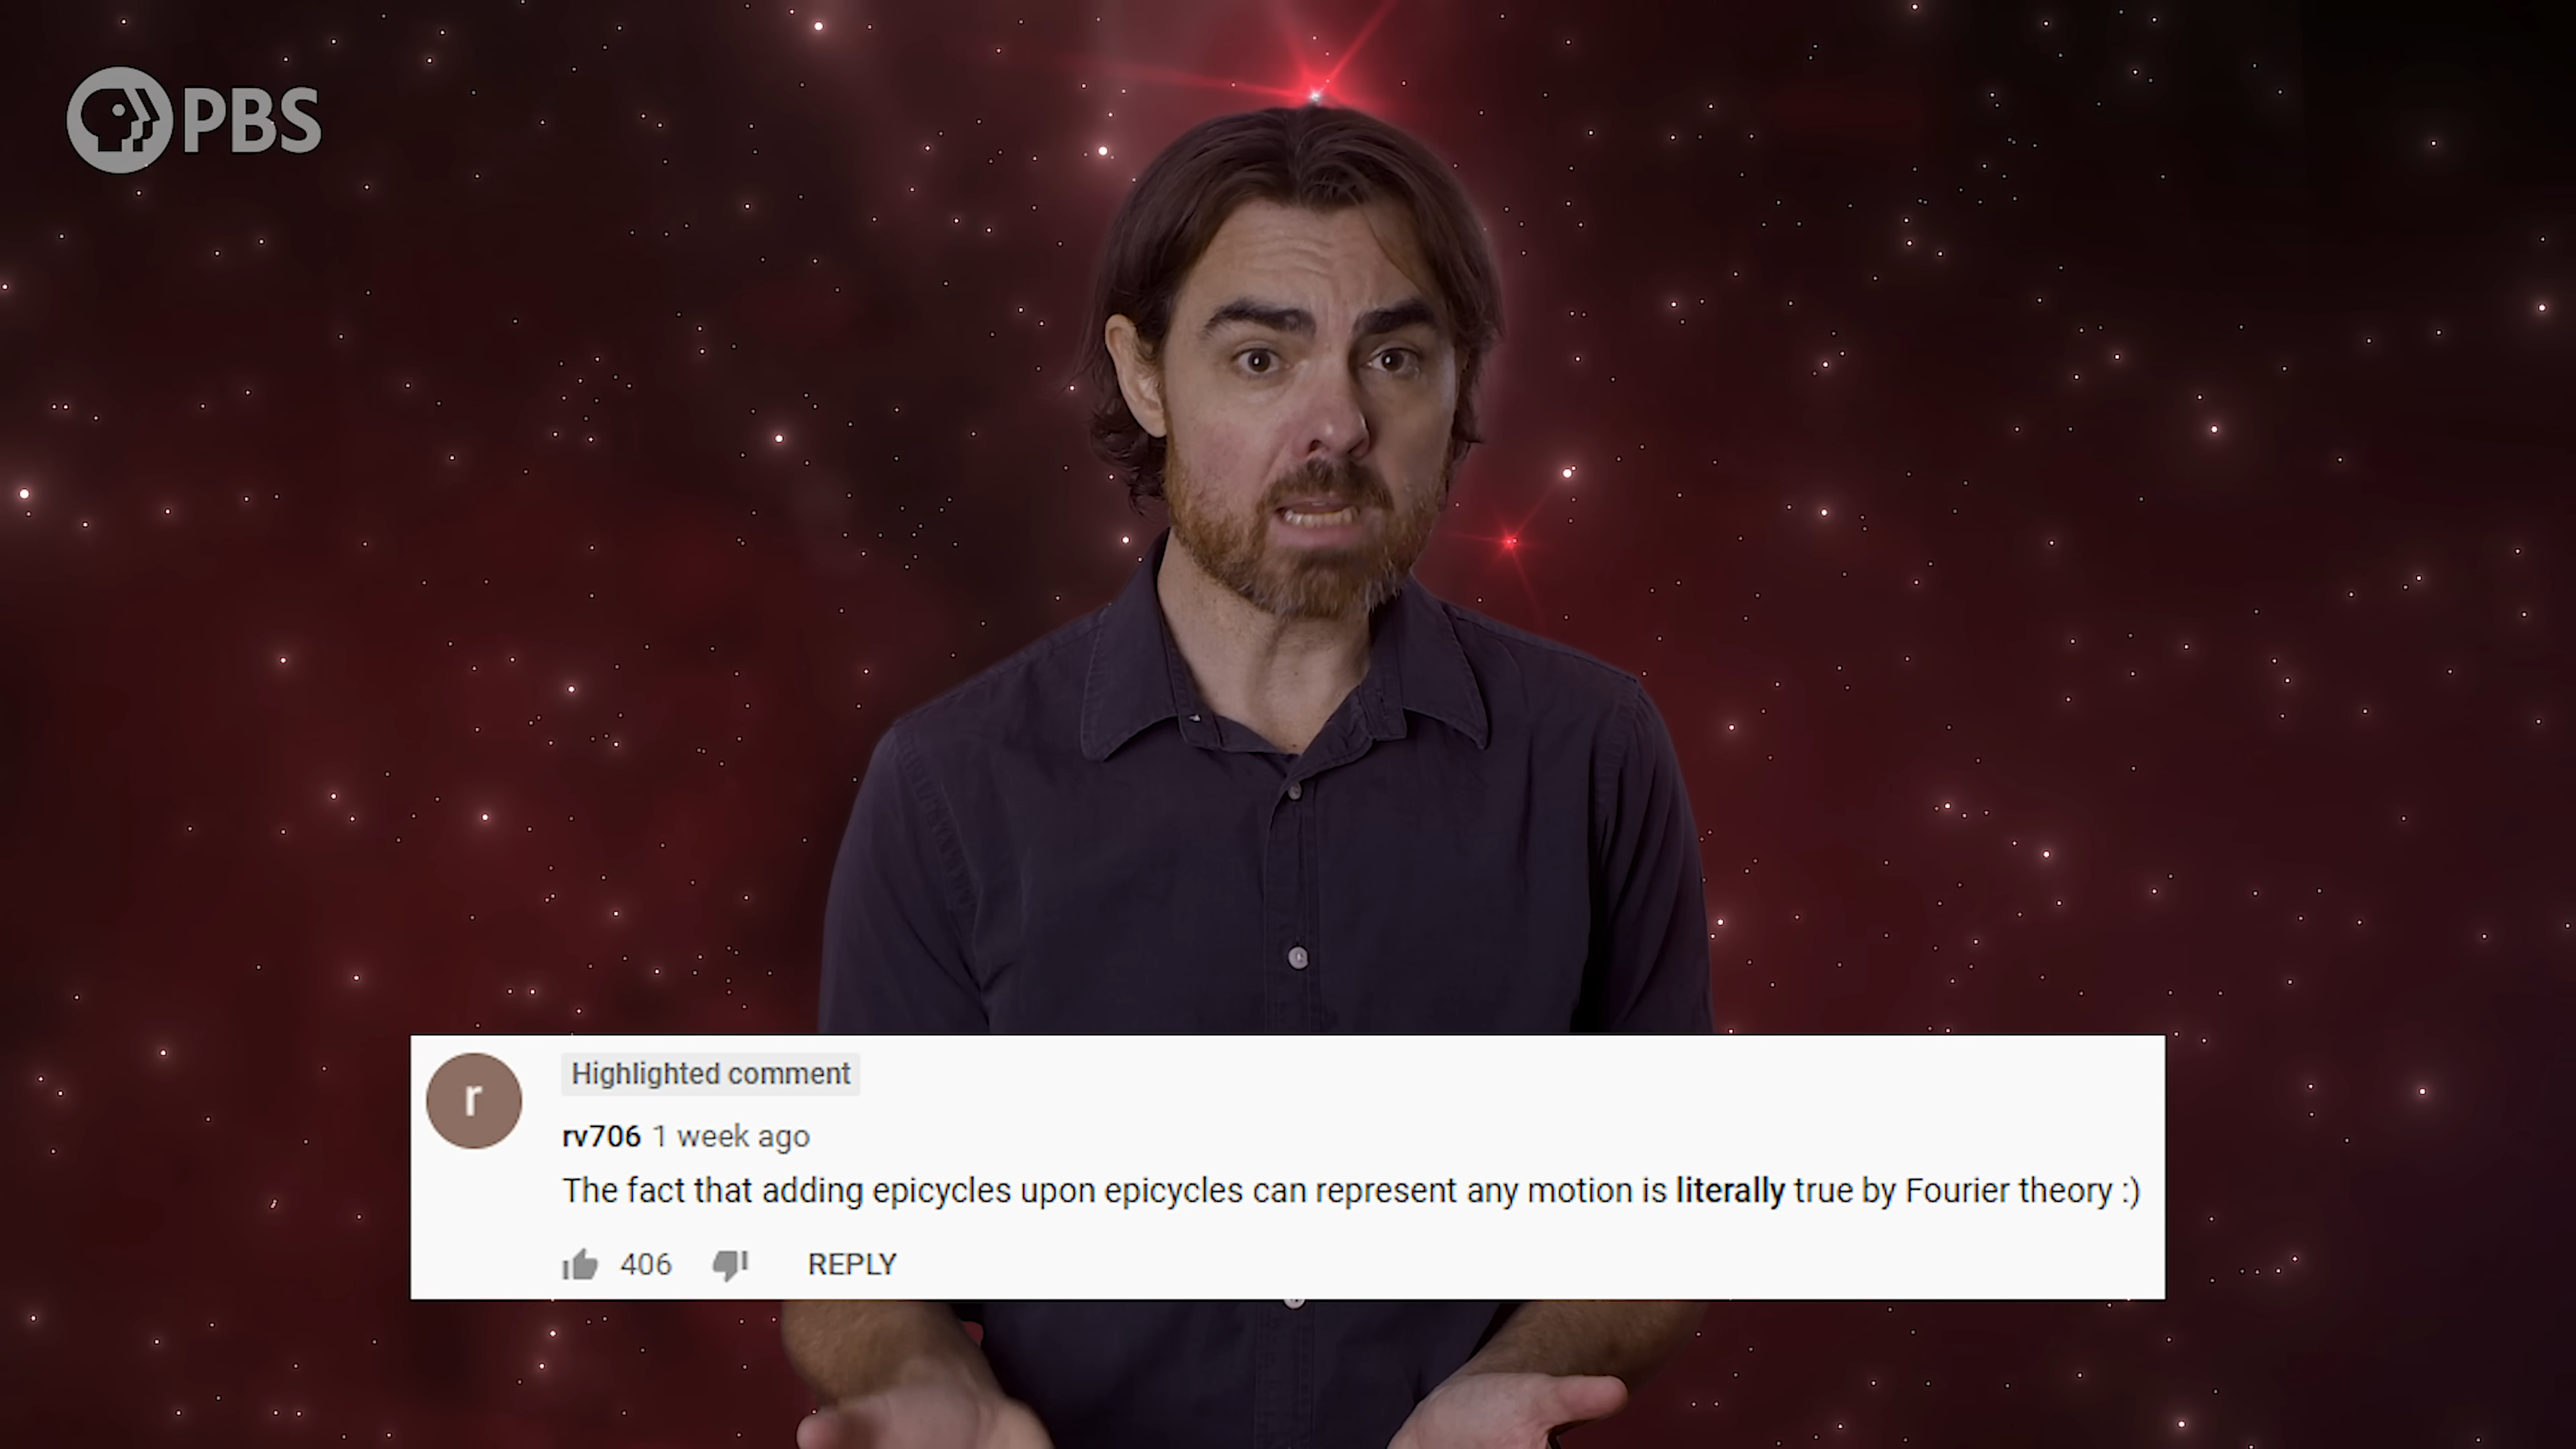 PBS
r
Highlighted comment
rv706 1 week ago
The fact that adding epicycles upon epicycles can represent any motion is literally true by Fourier theory :)
406 REPLY